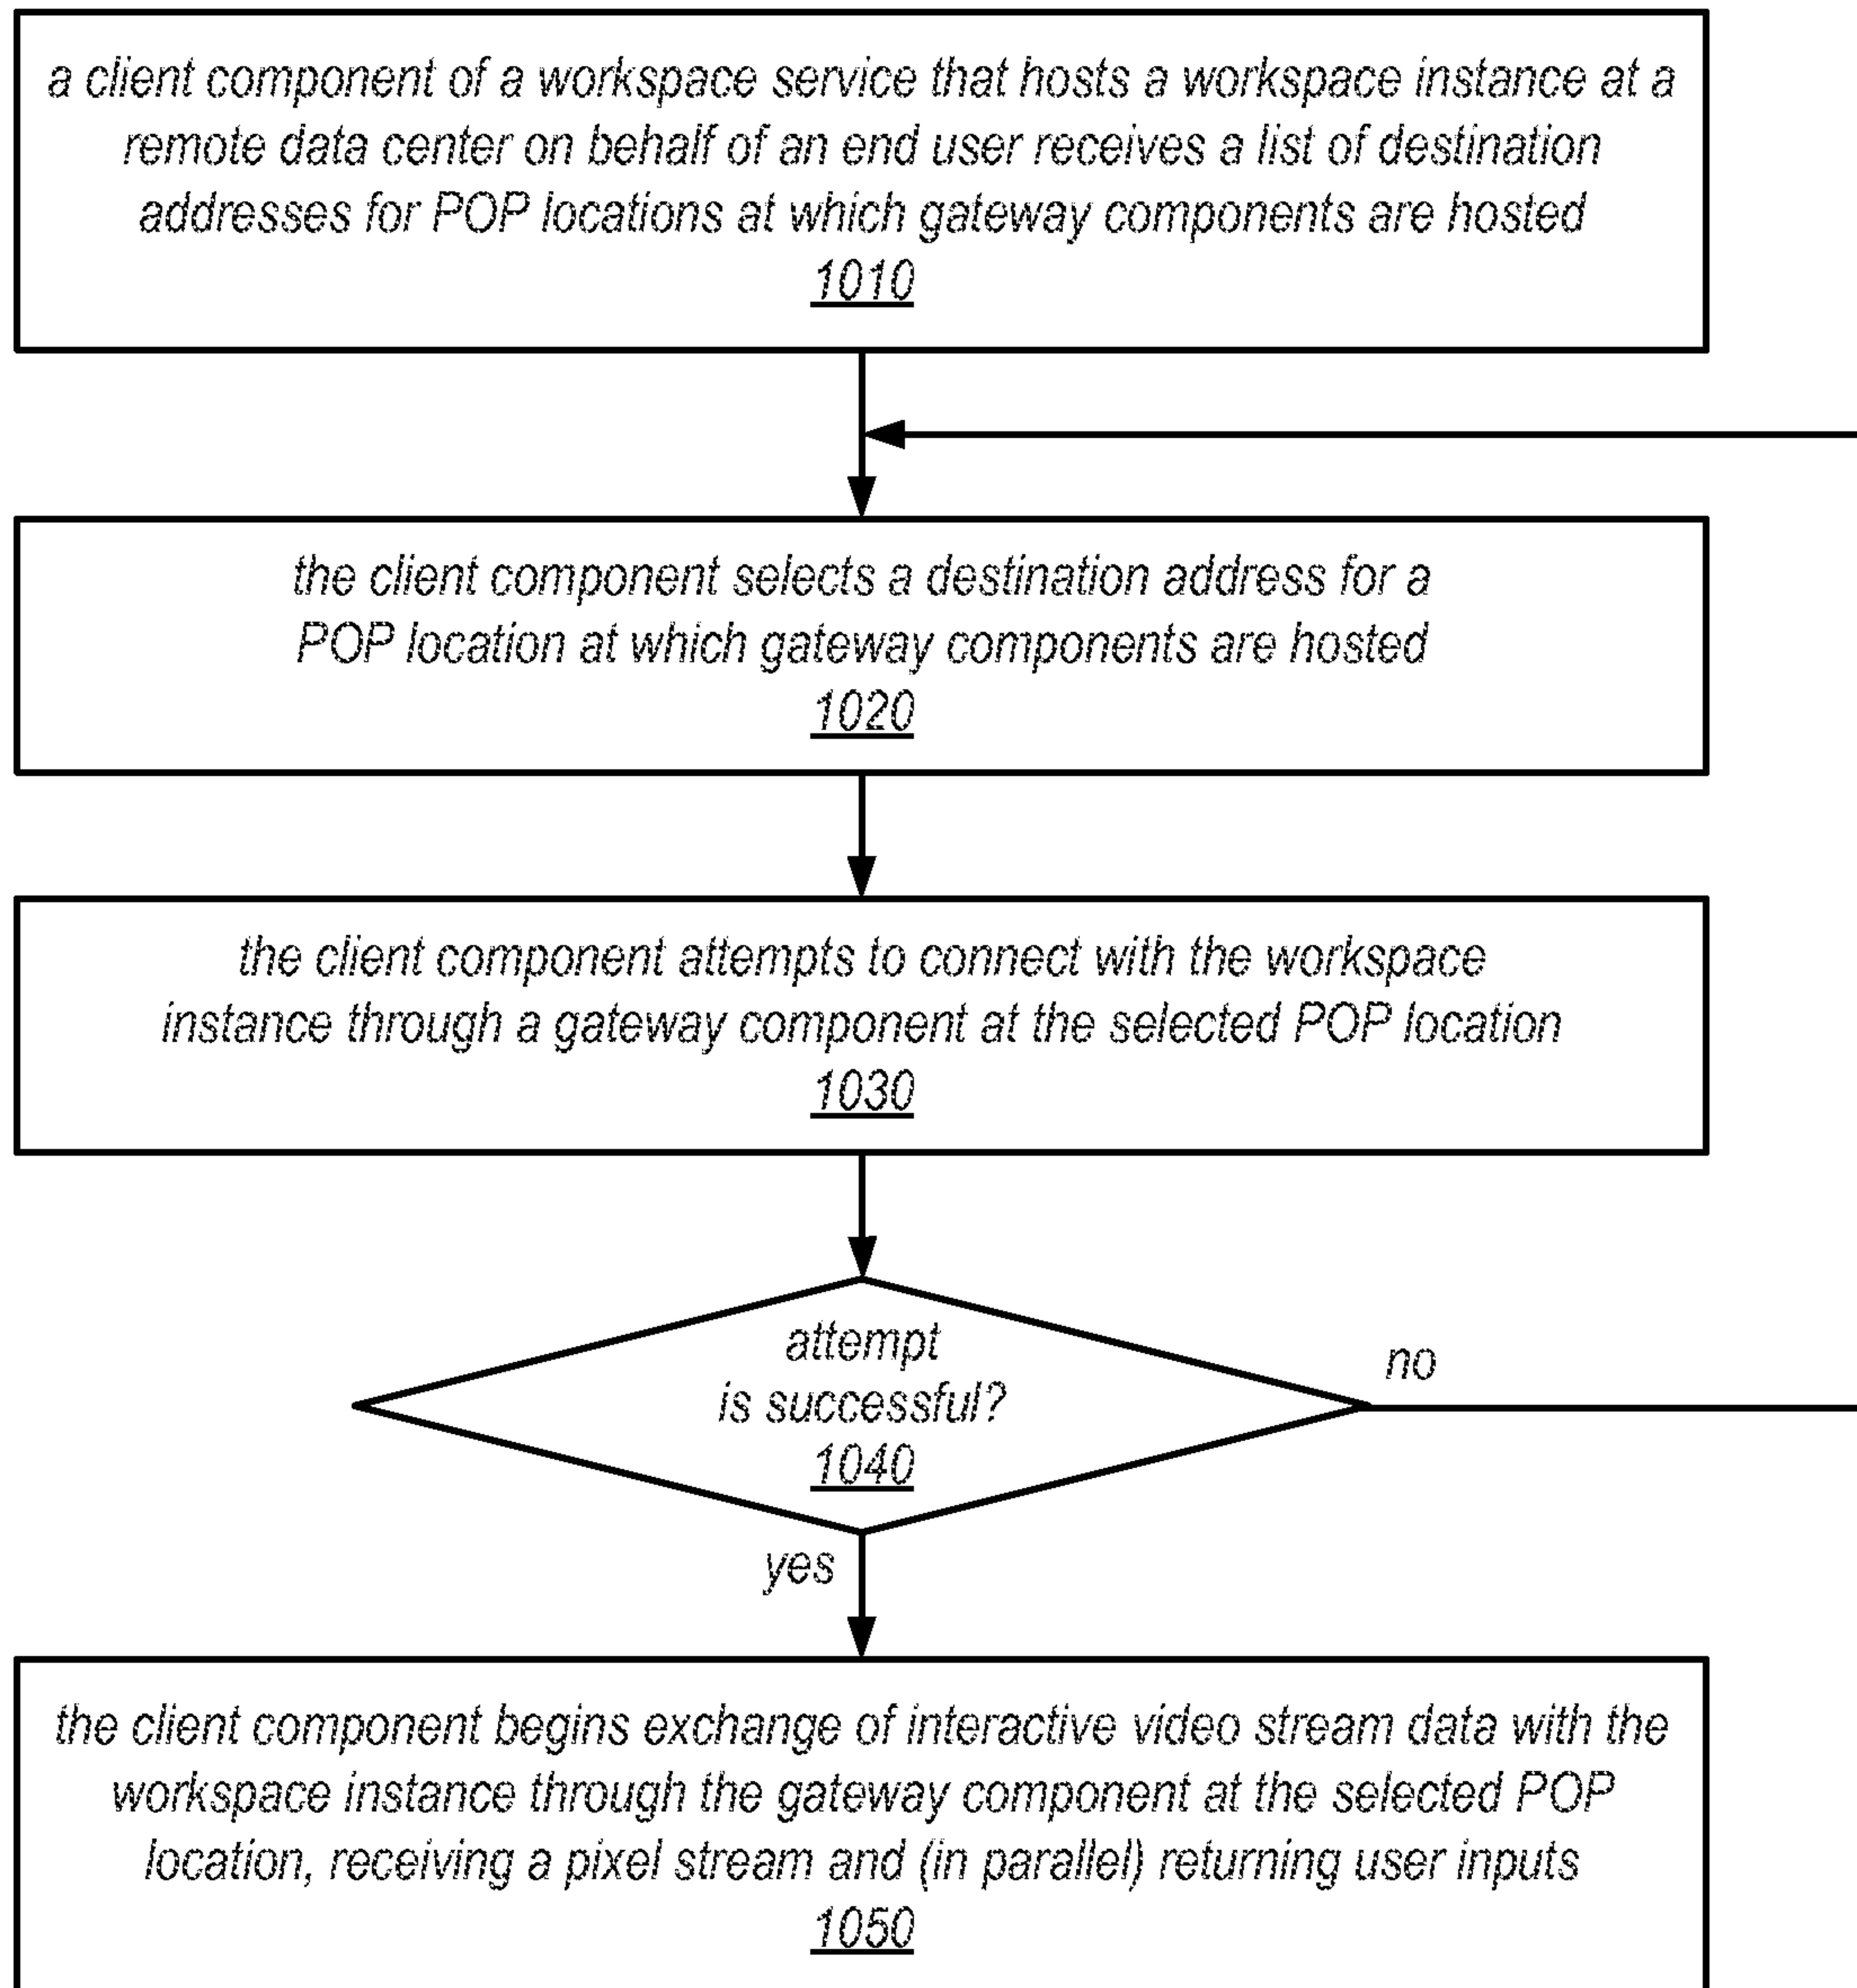 a client component of a workspace service that hosts a workspace instance at a
remote data center on behalf of an end user receives a list of destination
addresses for POP locations at which gateway components are hosted
1010
the client component selects a destination address for a
POP location at which gateway components are hosted
1020
the client component attempts to connect with the workspace
instance through a gateway component at the selected POP location
1030
attempt
is successful?
1040
no
yes
the client component begins exchange of interactive video stream data with the
workspace instance through the gateway component at the selected POP
location, receiving a pixel stream and (in parallel) returning user inputs
1050